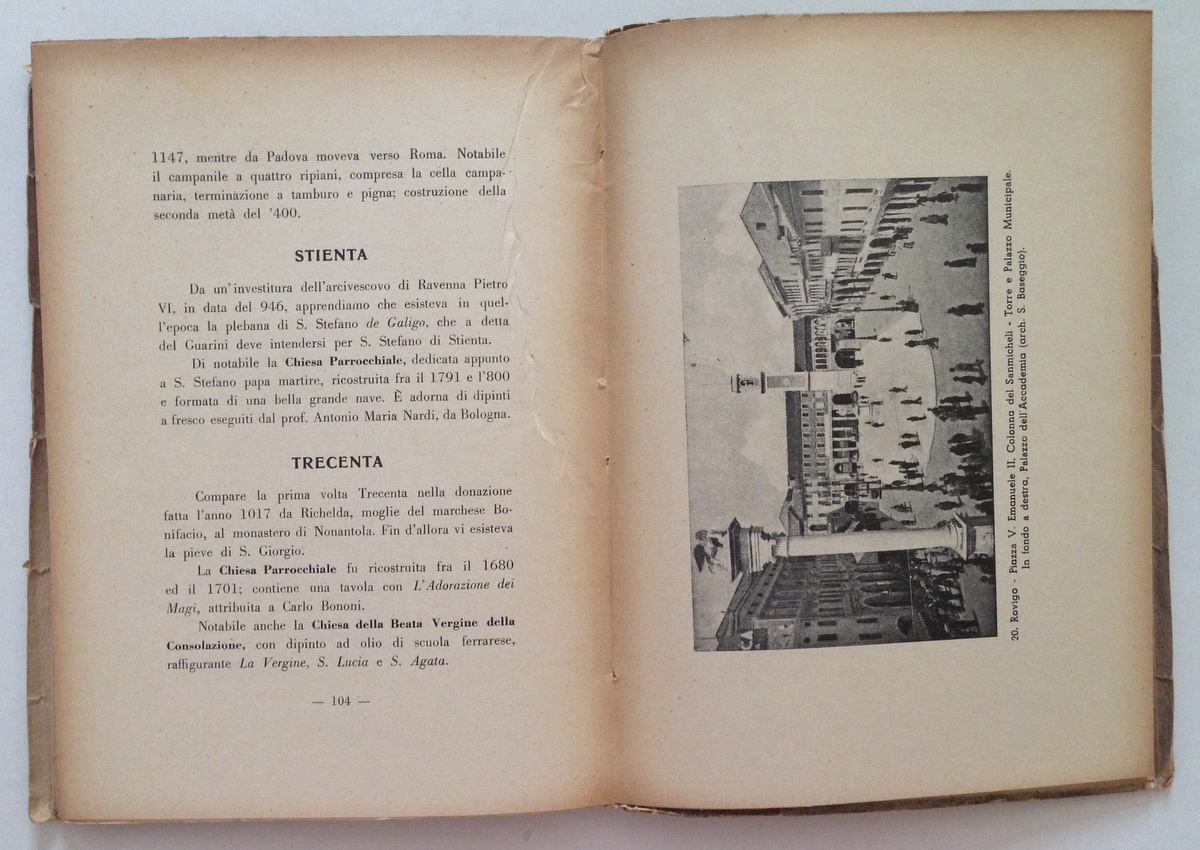 1147, mentre da Padova moveva verso Roma. Notabile
il campanile a quattro ripiani, compresa la cella campa-
naria, terminazione a tamburo e pigna; costruzione della
seconda metà del '400.
STIENTA
Da un'investitura dell'arcivescovo di Ravenna Pietro
VI, in data del 946, apprendiamo che esisteva in quel-
l'epoca la plebana di S. Stefano de Galigo, che a detta
del Guarini deve intendersi per S. Stefano di Stienta.
Di notabile la Chiesa Parrocchiale, dedicata appunto
a S. Stefano papa martire, ricostruita fra il 1791 e l'800
e formata di una bella grande nave. È adorna di dipinti
a fresco eseguiti dal prof. Antonio Maria Nardi, da Bologna.
TRECENTA
Compare la prima volta Trecenta nella donazione
fatta l'anno 1017 da Richelda, moglie del marchese Bo-
nifacio, al monastero di Nonantola. Fin d'allora vi esisteva
la pieve di S. Giorgio.
La Chiesa Parrocchiale fu ricostruita fra il 1680
ed il 1701; contiene una tavola con L'Adorazione dei
Magi, attribuita a Carlo Bononi.
Notabile anche la Chiesa della Beata Vergine della
Consolazione, con dipinto ad olio di scuola ferrarese,
raffigurante La Vergine, S. Lucia e S. Agata.
— 104 —
20. Rovigo - Piazza V. Emanuele II, Colonna del Sanmicheli - Torre e Palazzo Municipale.
In fondo a destra, Palazzo dell'Accademia (arch. S. Baseggio).